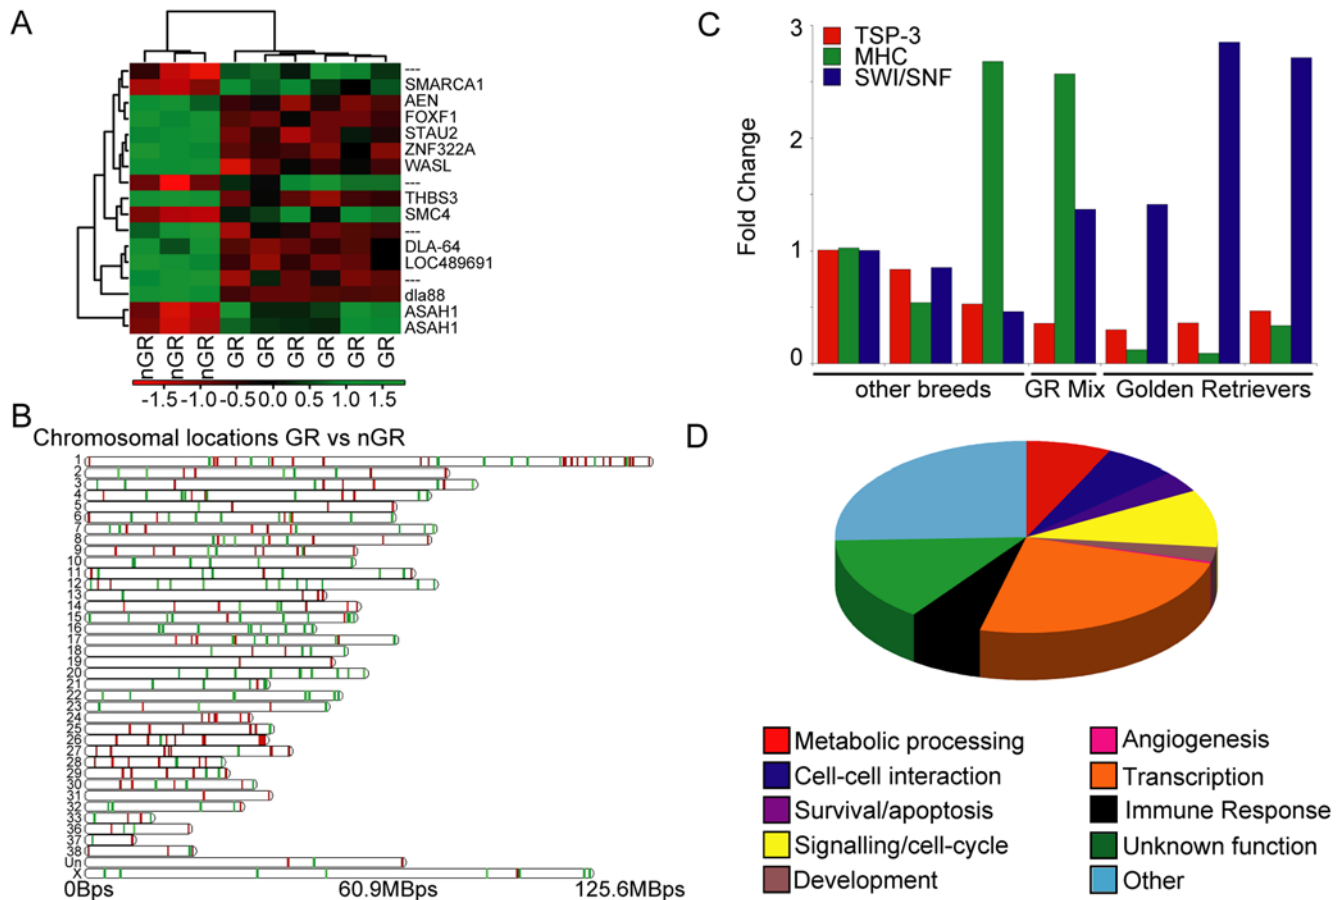 A
---
SMARCA1
AEN
FOXF1
STAU2
ZNF322A
WASL
---
THBS3
SMC4
---
DLA-64
LOC489691
---
dla88
ASAH1
ASAH1
nGR nGR nGR GR GR GR GR GR GR
-1.5 -1.0 -0.5 0.0 0.5 1.0 1.5
B
Chromosomal locations GR vs nGR
1
2
3
4
5
6
7
8
9
10
11
12
13
14
15
16
17
18
19
20
21
22
23
24
25
26
27
28
29
30
31
32
33
36
37
38
Un
X
0Bps 60.9MBps 125.6MBps
C
TSP-3
MHC
SWI/SNF
Fold Change
3
2
1
0
other breeds GR Mix Golden Retrievers
D
Metabolic processing
Cell-cell interaction
Survival/apoptosis
Signalling/cell-cycle
Development
Angiogenesis
Transcription
Immune Response
Unknown function
Other